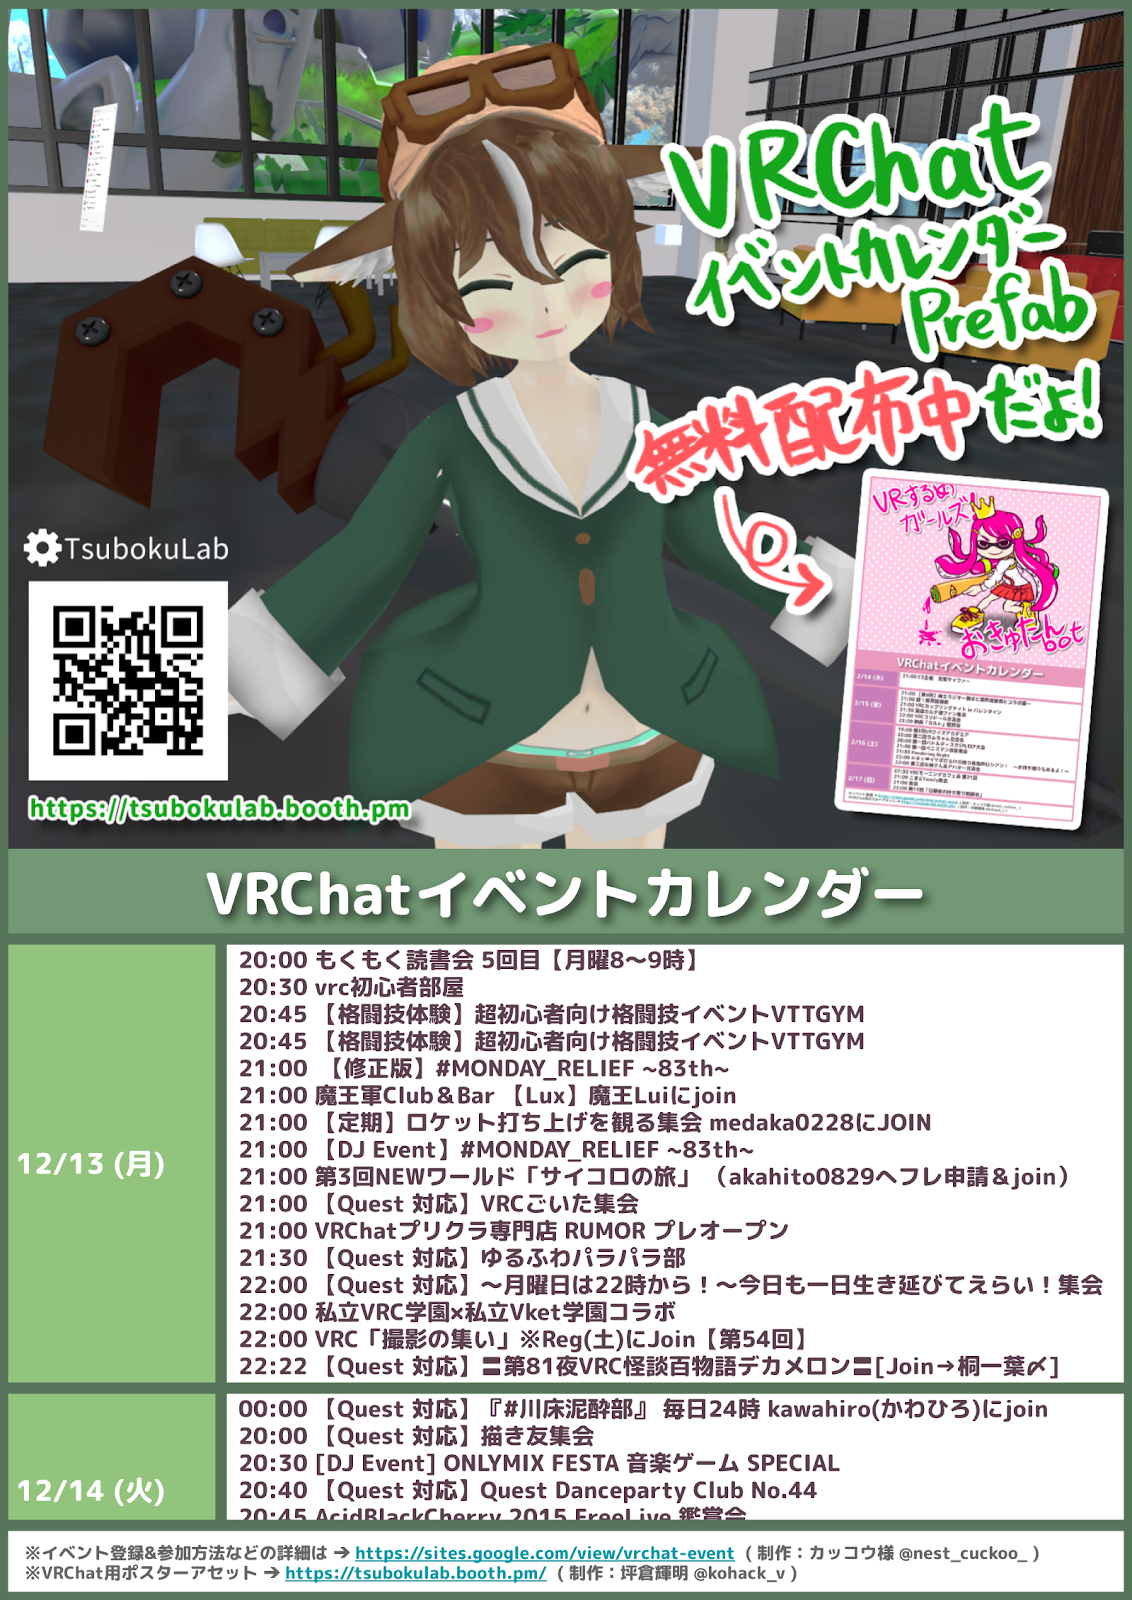 VRChat
イベントカレンダー
Prefab
無料配布中だよ!
VRするめ
ガールズ
おきゅたん
bot
VRChatイベントカレンダー
2/14 (木)
2/15 (金)
2/16 (土)
2/17 (日)
TsubokuLab
https://tsubokulab.booth.pm
VRChatイベントカレンダー
12/13 (月)
20:00 もくもく読書会 5回目【月曜8～9時】
20:30 vrc初心者部屋
20:45 【格闘技体験】超初心者向け格闘技イベントVTTGYM
20:45 【格闘技体験】超初心者向け格闘技イベントVTTGYM
21:00 【修正版】#MONDAY_RELIEF ~83th~
21:00 魔王軍Club＆Bar 【Lux】魔王Luiにjoin
21:00 【定期】ロケット打ち上げを観る集会 medaka0228にJOIN
21:00 【DJ Event】#MONDAY_RELIEF ~83th~
21:00 第3回NEWワールド「サイコロの旅」 （akahito0829へフレ申請＆join）
21:00 【Quest 対応】VRCごいた集会
21:00 VRChatプリクラ専門店 RUMOR プレオープン
21:30 【Quest 対応】ゆるふわパラパラ部
22:00 【Quest 対応】～月曜日は22時から！～今日も一日生き延びてえらい！集会
22:00 私立VRC学園×私立Vket学園コラボ
22:00 VRC「撮影の集い」※Reg(土)にJoin【第54回】
22:22 【Quest 対応】〓第81夜VRC怪談百物語デカメロン〓[Join→桐一葉〆]
12/14 (火)
00:00 【Quest 対応】『#川床泥酔部』 毎日24時 kawahiro(かわひろ)にjoin
20:00 【Quest 対応】描き友集会
20:30 [DJ Event] ONLYMIX FESTA 音楽ゲーム SPECIAL
20:40 【Quest 対応】Quest Danceparty Club No.44
20:45 AcidBlackCherry 2015 FreeLive 鑑賞会
※イベント登録&参加方法などの詳細は ➔ https://sites.google.com/view/vrchat-event ( 制作：カッコウ様 @nest_cuckoo_ )
※VRChat用ポスターアセット ➔ https://tsubokulab.booth.pm/ ( 制作：坪倉輝明 @kohack_v )